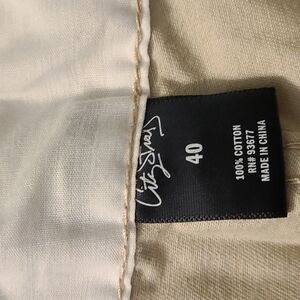 City Streets
40
100% COTTON
RN# 93677
MADE IN CHINA